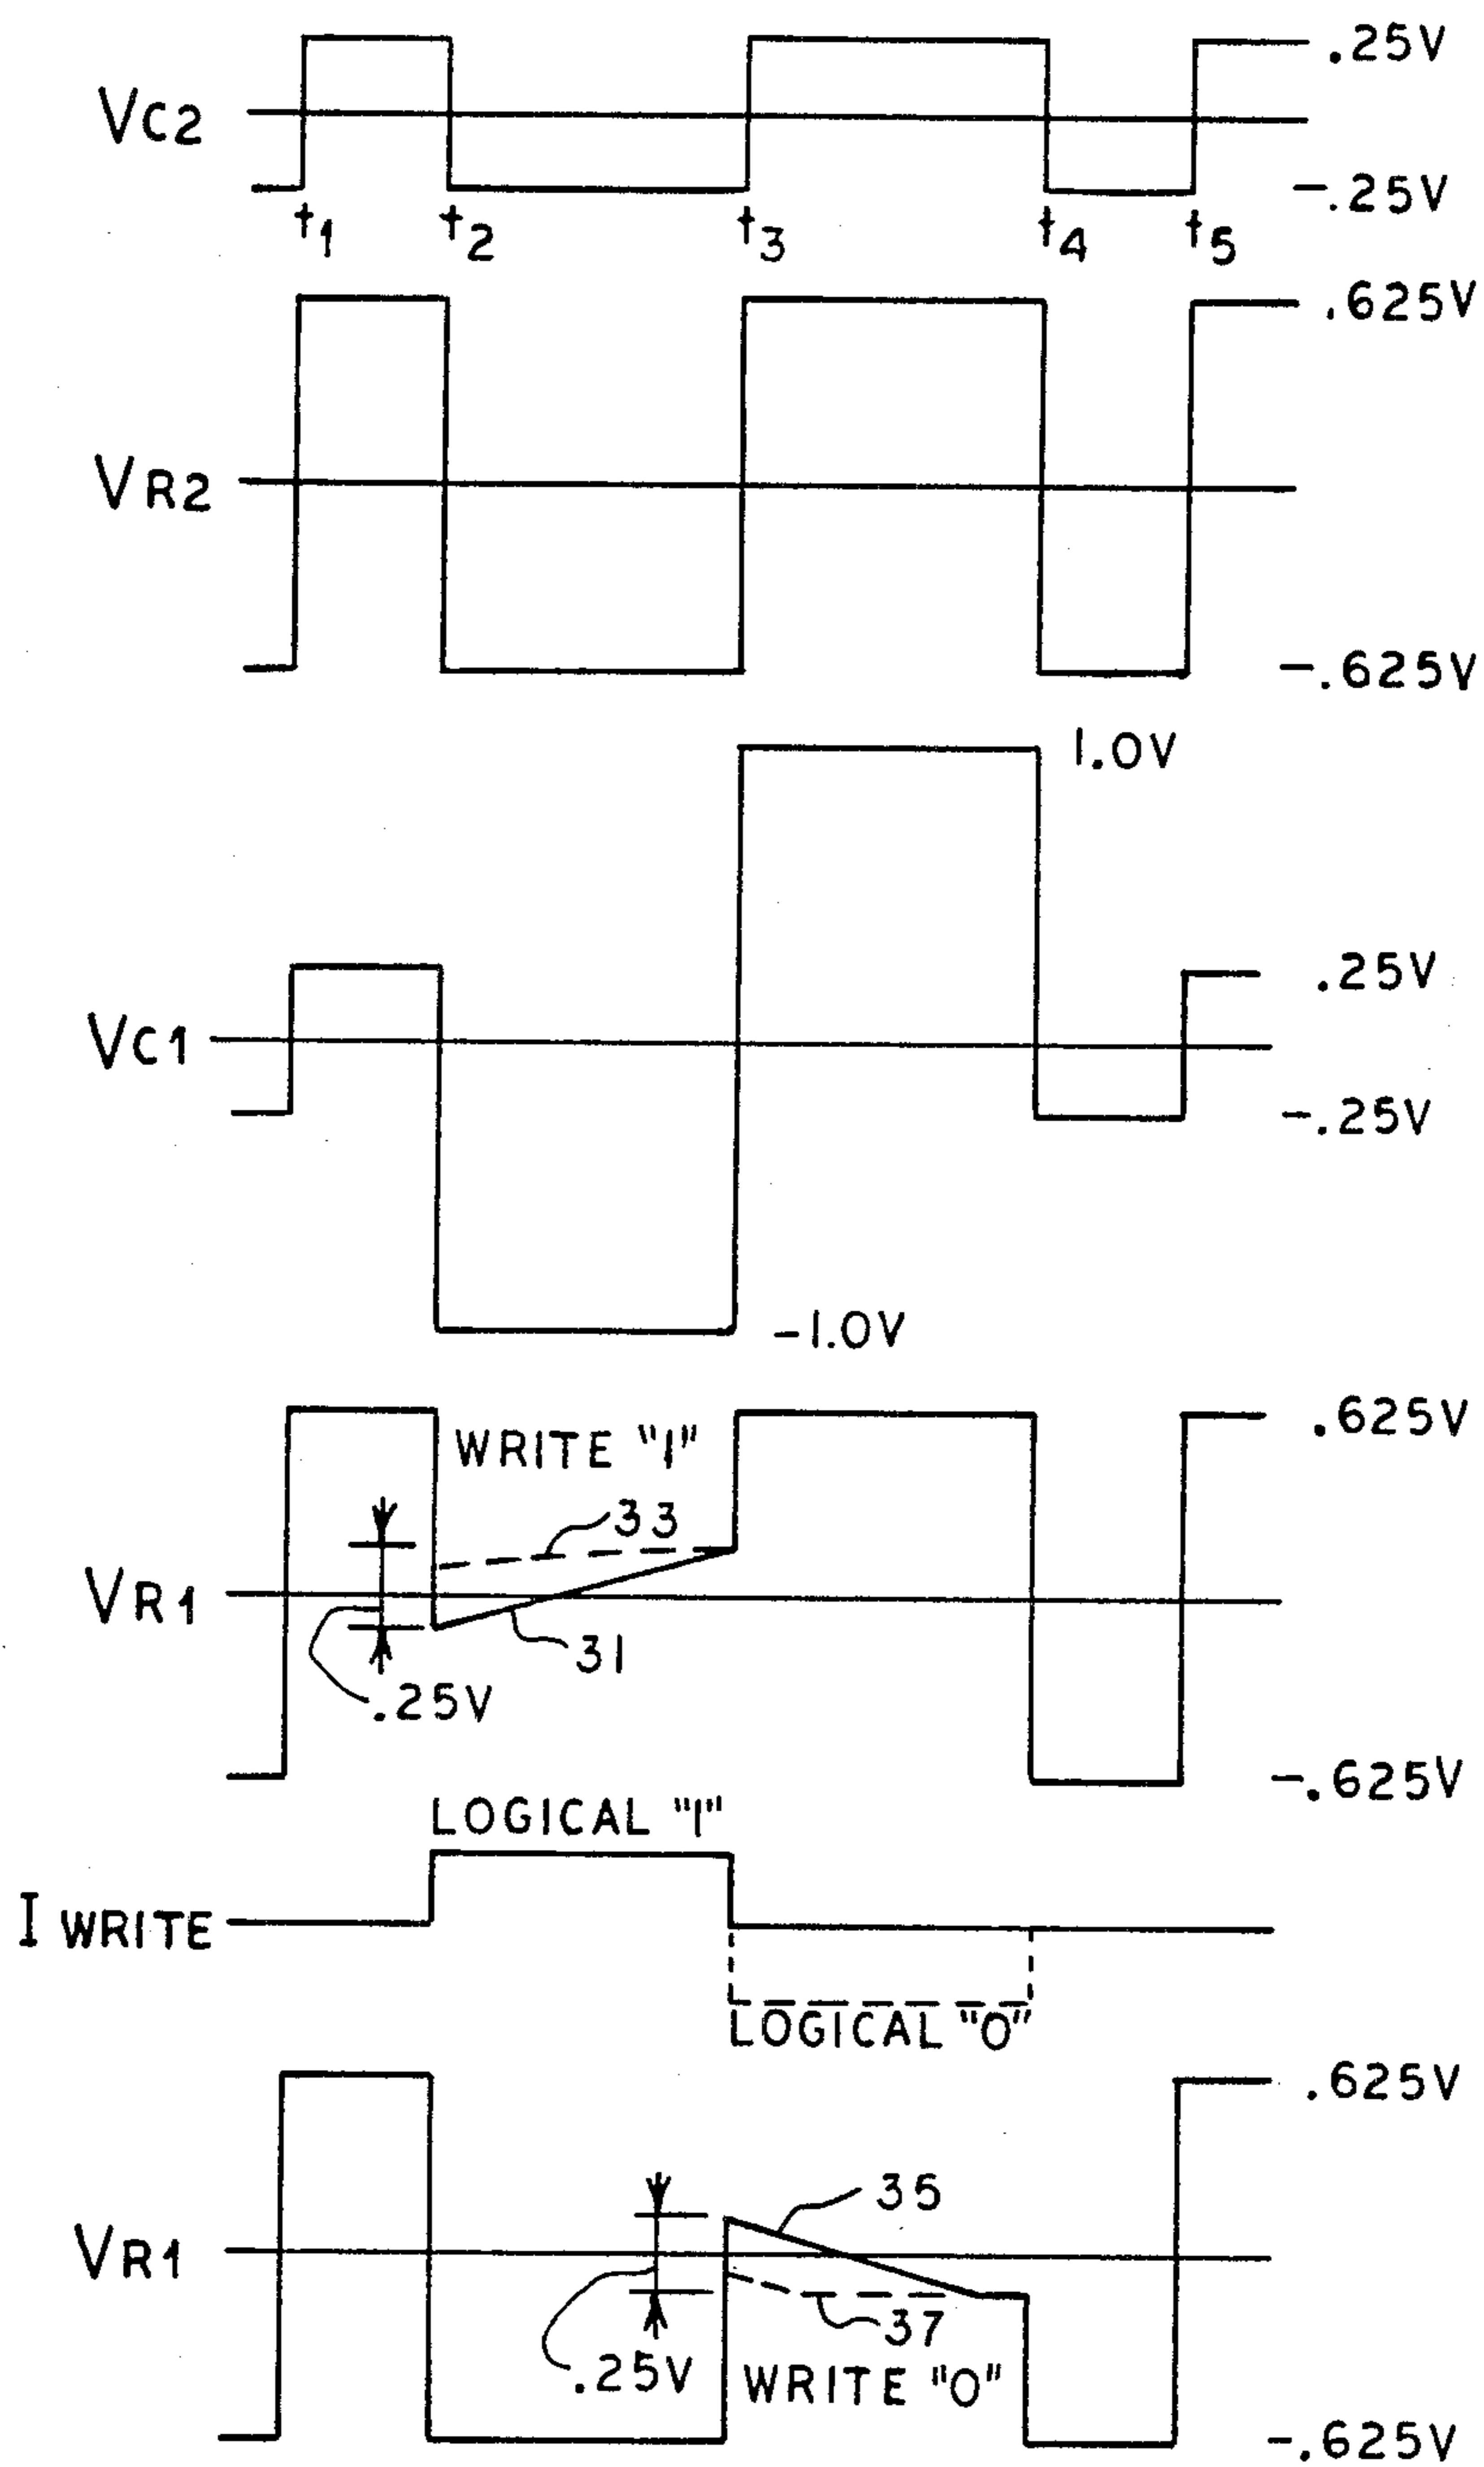 .25V
VC2
-.25V
t1 t2 t3 t4 t5
.625V
VR2
-.625V
1.0V
.25V
VC1
-.25V
-1.0V
.625V
WRITE "1"
33
VR1
31
.25V
-.625V
LOGICAL "1"
I WRITE
LOGICAL "0"
.625V
35
VR1
37
.25V
WRITE "0"
-.625V